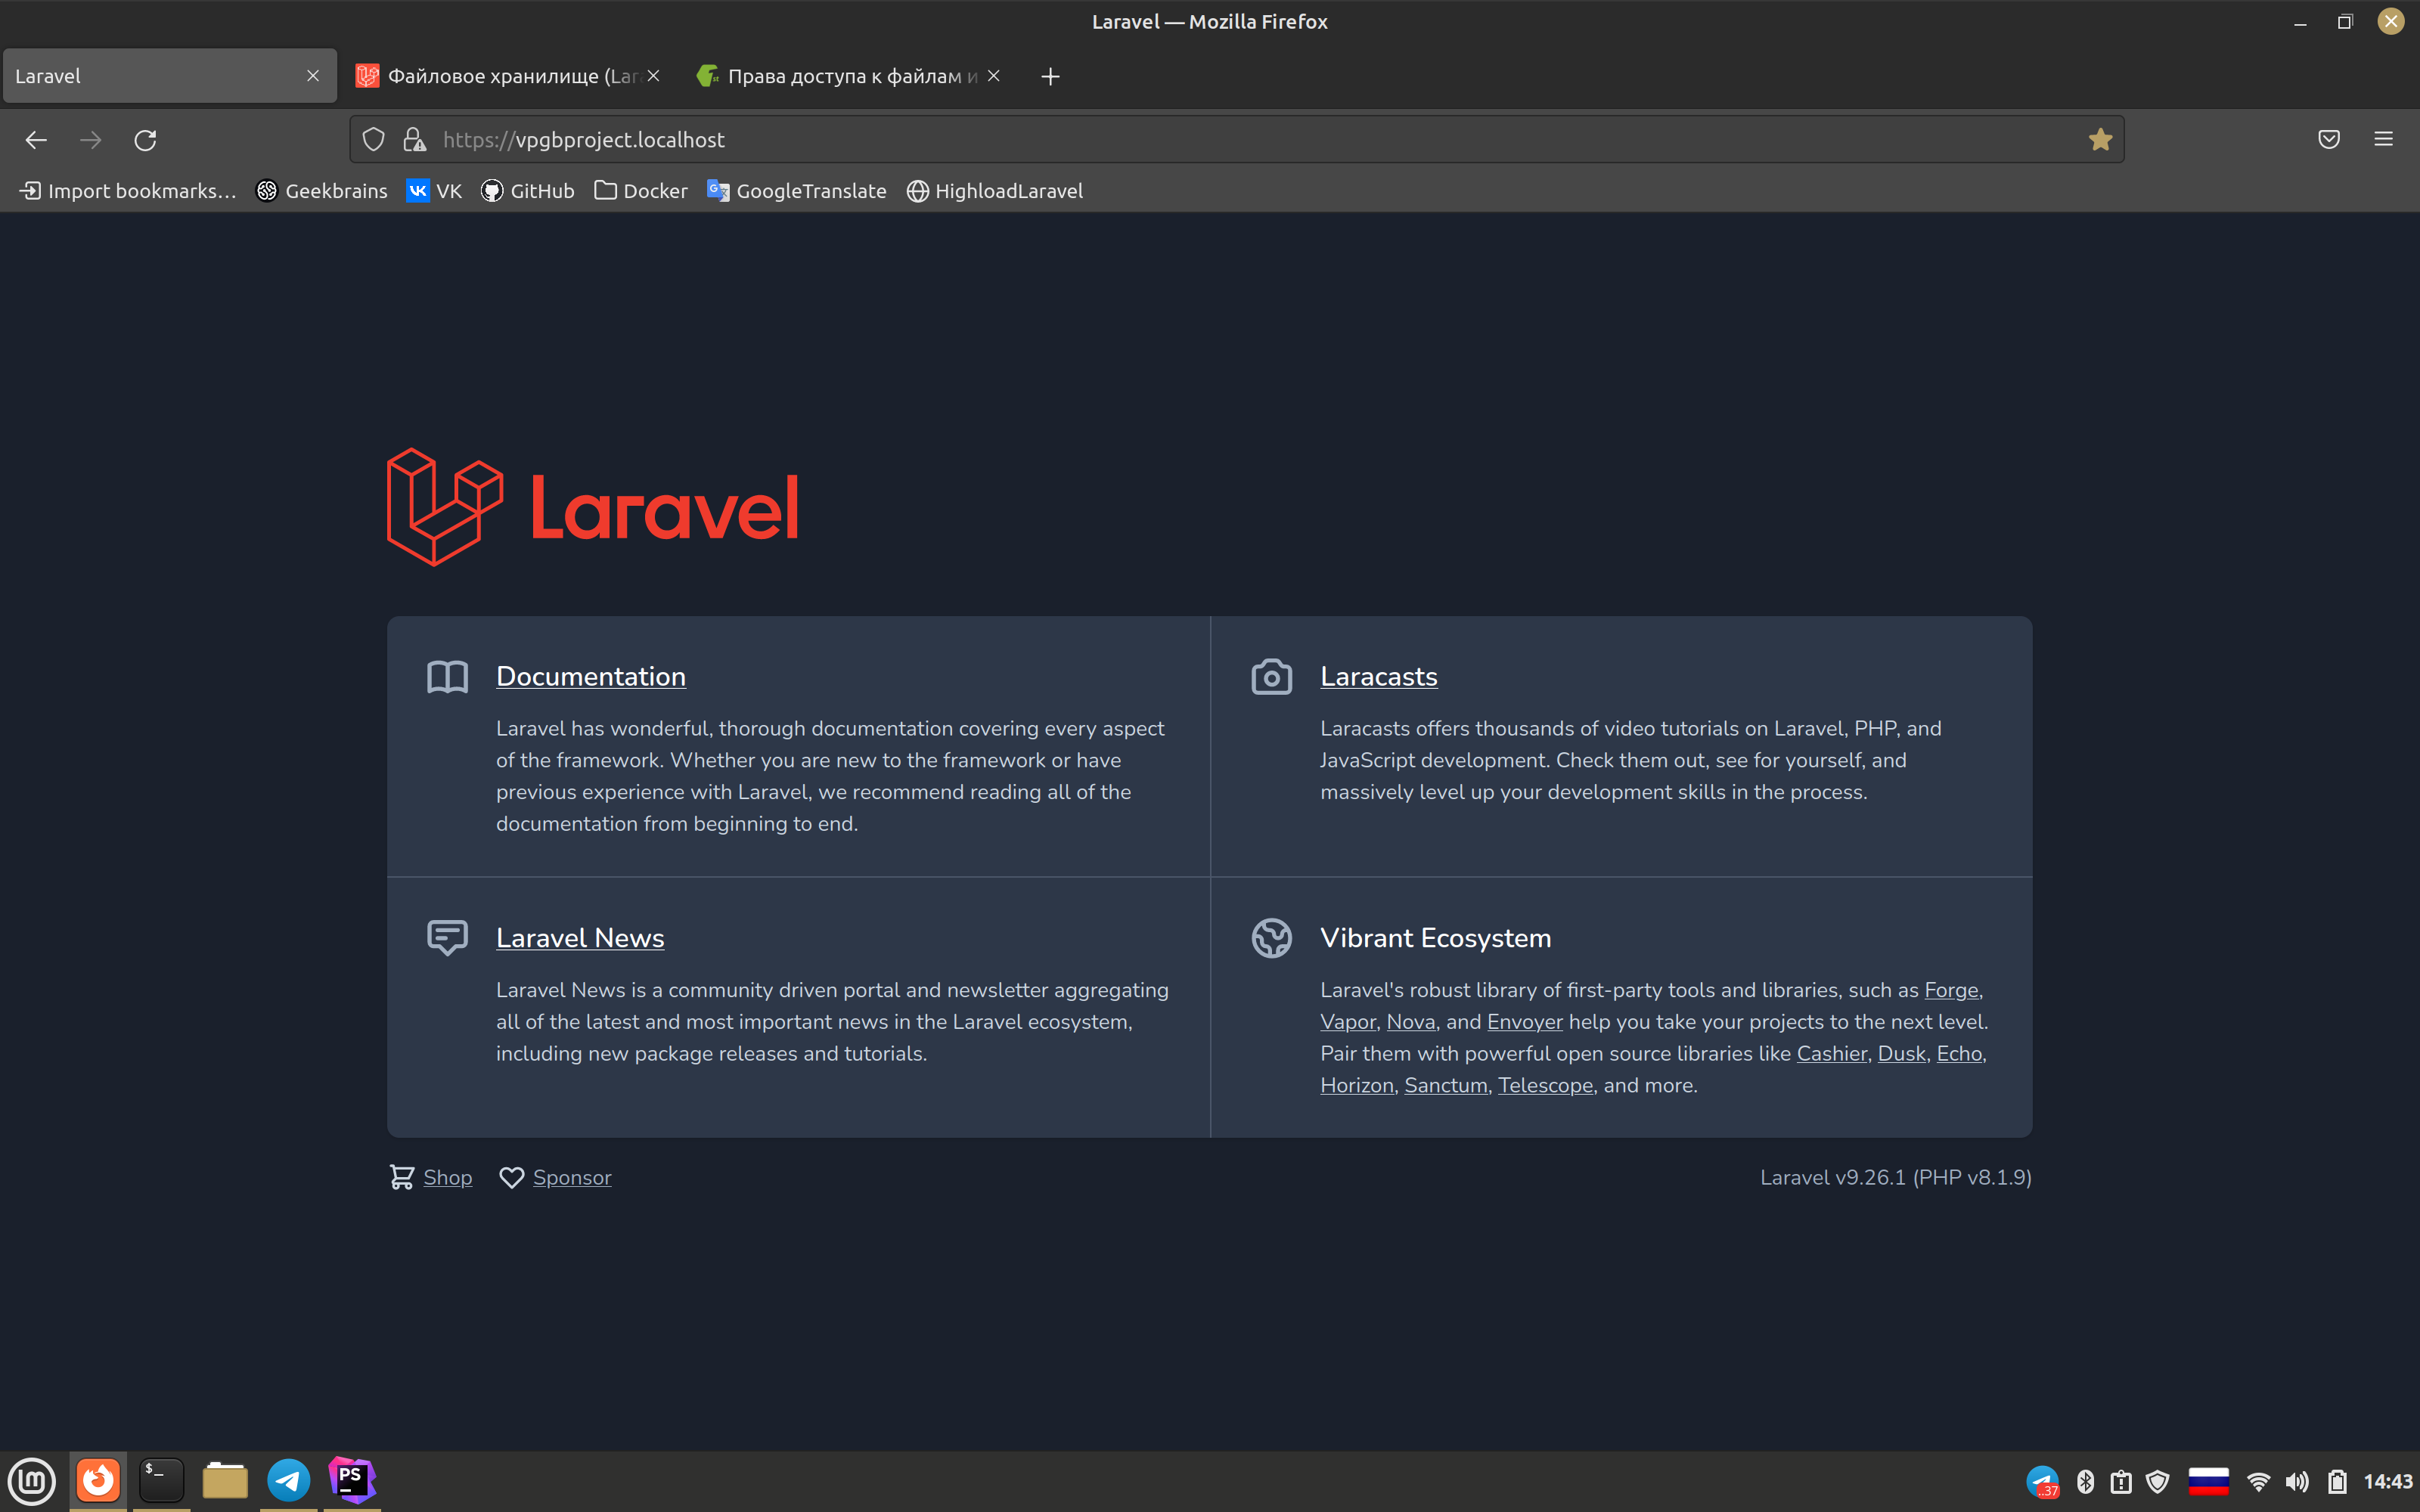 Laravel — Mozilla Firefox
Laravel
Файловое хранилище (Lar
Права доступа к файлам и
https://vpgbproject.localhost
Import bookmarks...
Geekbrains
VK
GitHub
Docker
GoogleTranslate
HighloadLaravel
Laravel
Documentation
Laravel has wonderful, thorough documentation covering every aspect
of the framework. Whether you are new to the framework or have
previous experience with Laravel, we recommend reading all of the
documentation from beginning to end.
Laracasts
Laracasts offers thousands of video tutorials on Laravel, PHP, and
JavaScript development. Check them out, see for yourself, and
massively level up your development skills in the process.
Laravel News
Laravel News is a community driven portal and newsletter aggregating
all of the latest and most important news in the Laravel ecosystem,
including new package releases and tutorials.
Vibrant Ecosystem
Laravel's robust library of first-party tools and libraries, such as Forge,
Vapor, Nova, and Envoyer help you take your projects to the next level.
Pair them with powerful open source libraries like Cashier, Dusk, Echo,
Horizon, Sanctum, Telescope, and more.
Shop
Sponsor
Laravel v9.26.1 (PHP v8.1.9)
lm
$_
PS
..37
14:43